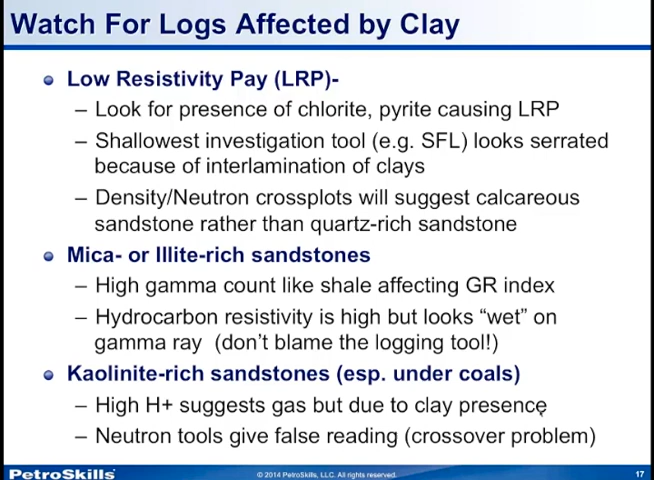 Watch For Logs Affected by Clay
Low Resistivity Pay (LRP)-
– Look for presence of chlorite, pyrite causing LRP
– Shallowest investigation tool (e.g. SFL) looks serrated
because of interlamination of clays
– Density/Neutron crossplots will suggest calcareous
sandstone rather than quartz-rich sandstone
Mica- or Illite-rich sandstones
– High gamma count like shale affecting GR index
– Hydrocarbon resistivity is high but looks “wet” on
gamma ray (don’t blame the logging tool!)
Kaolinite-rich sandstones (esp. under coals)
– High H+ suggests gas but due to clay presence
– Neutron tools give false reading (crossover problem)
PetroSkills
© 2014 PetroSkills, LLC. All rights reserved.
17